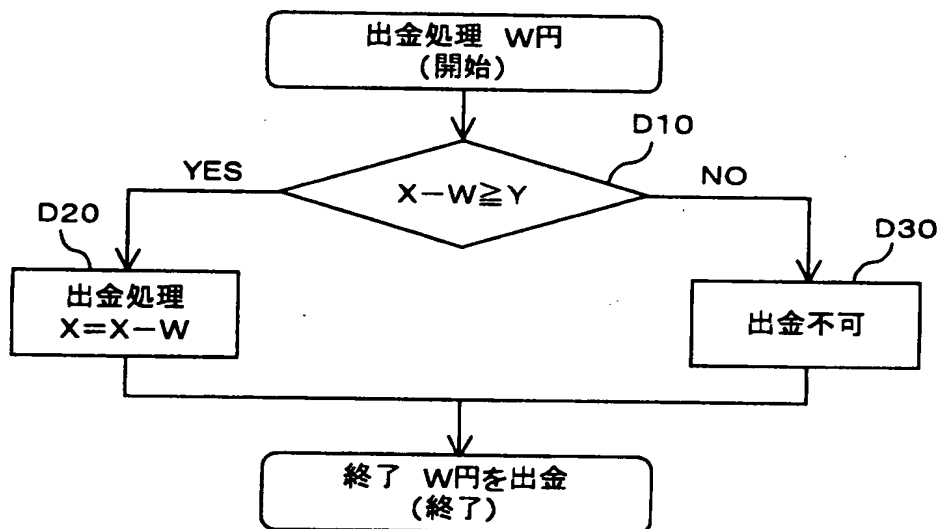 出金処理 W円
(開始)
D10
YES
X－W≧Y
NO
D20
D30
出金処理
X＝X－W
出金不可
終了 W円を出金
(終了)